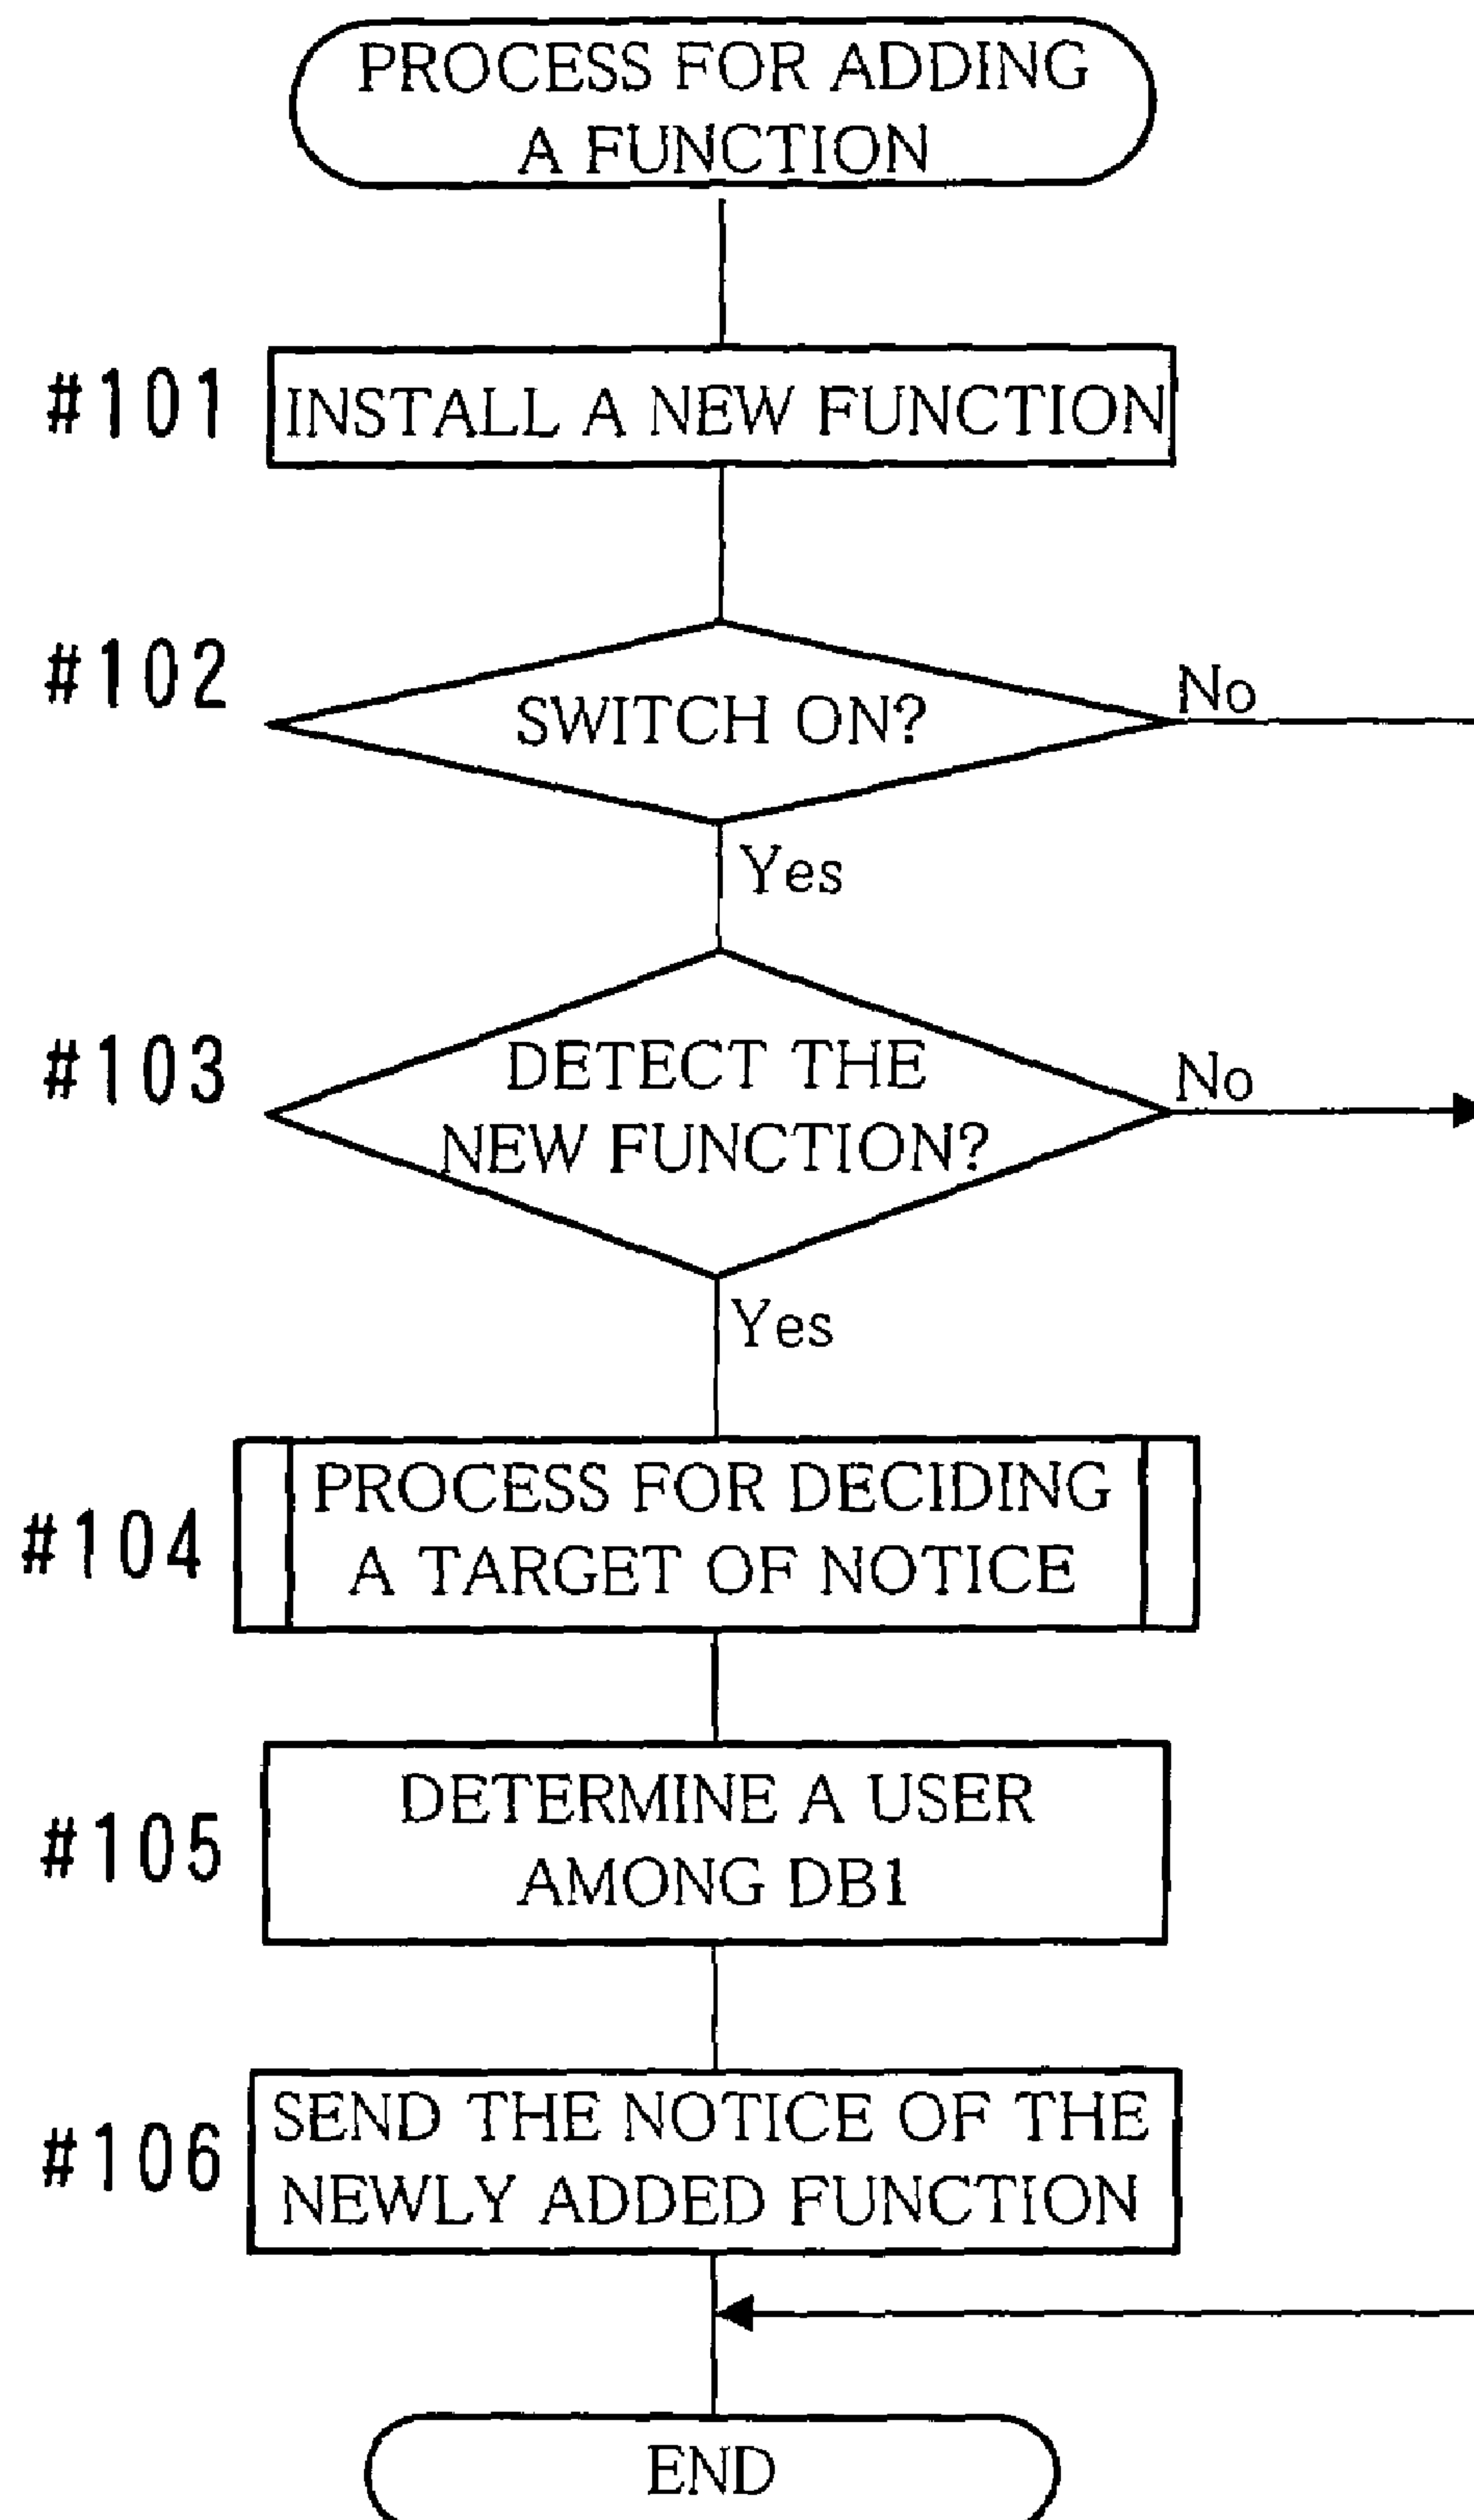 PROCESS FOR ADDING
A FUNCTION
#101
INSTALL A NEW FUNCTION
#102
SWITCH ON?
No
Yes
#103
DETECT THE
NEW FUNCTION?
No
Yes
#104
PROCESS FOR DECIDING
A TARGET OF NOTICE
#105
DETERMINE A USER
AMONG DB1
#106
SEND THE NOTICE OF THE
NEWLY ADDED FUNCTION
END